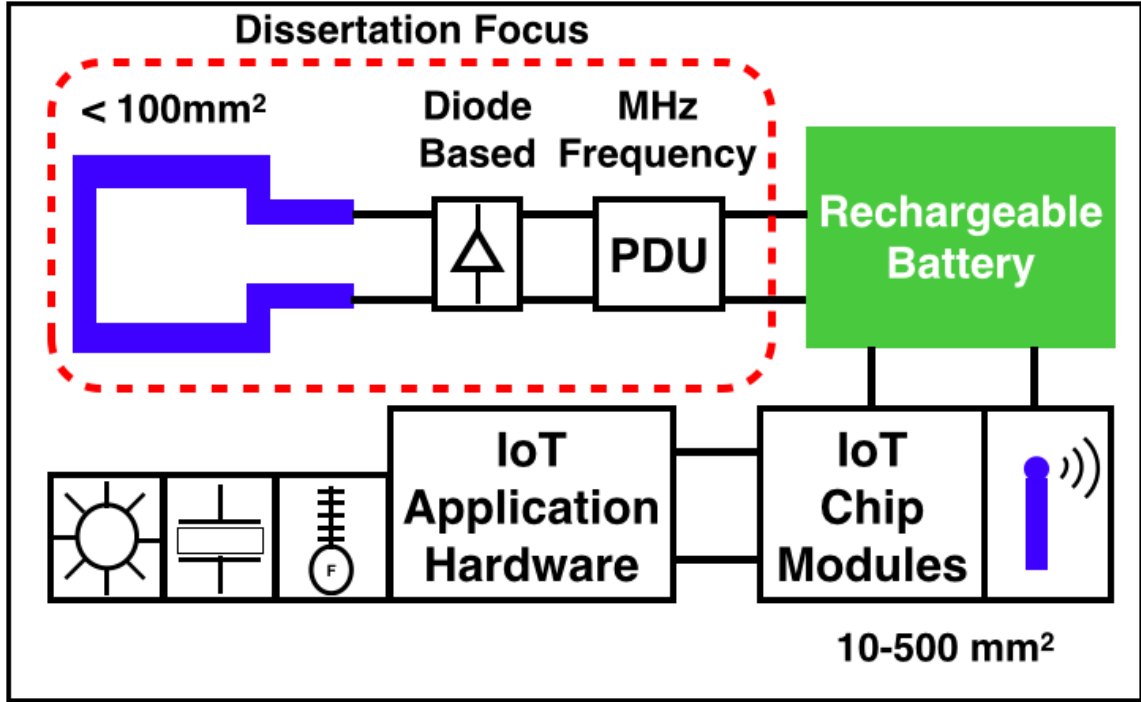 Dissertation Focus
< 100mm²
Diode
Based
MHz
Frequency
PDU
Rechargeable
Battery
IoT
Application
Hardware
IoT
Chip
Modules
F
10-500 mm²